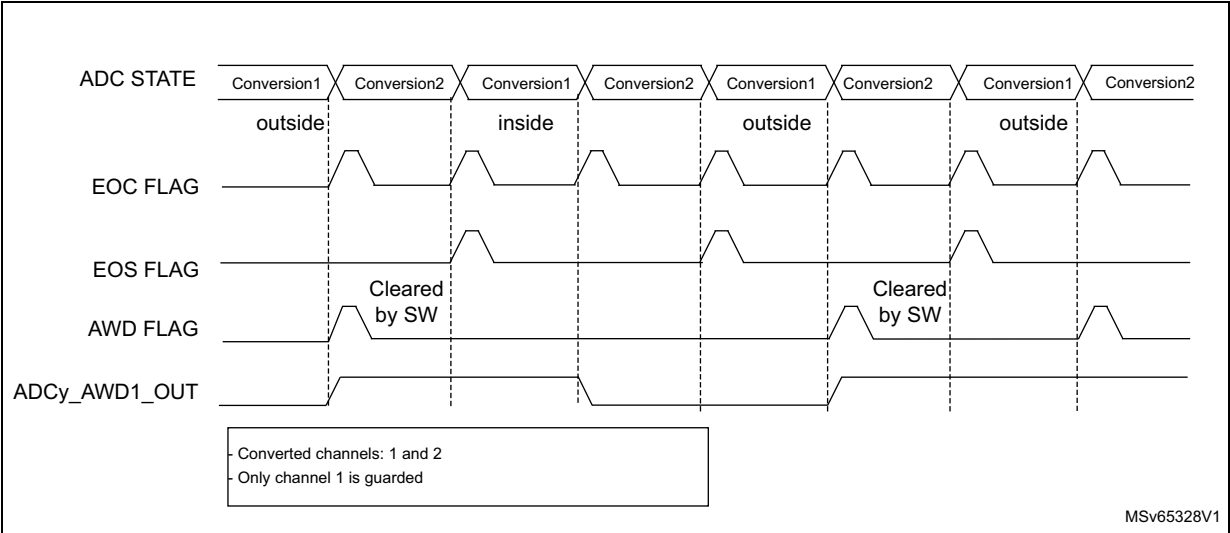 ADC STATE
Conversion1 Conversion2 Conversion1 Conversion2 Conversion1 Conversion2 Conversion1 Conversion2
outside inside outside outside
EOC FLAG
EOS FLAG
Cleared by SW
Cleared by SW
AWD FLAG
ADCy_AWD1_OUT
- Converted channels: 1 and 2
- Only channel 1 is guarded
MSv65328V1